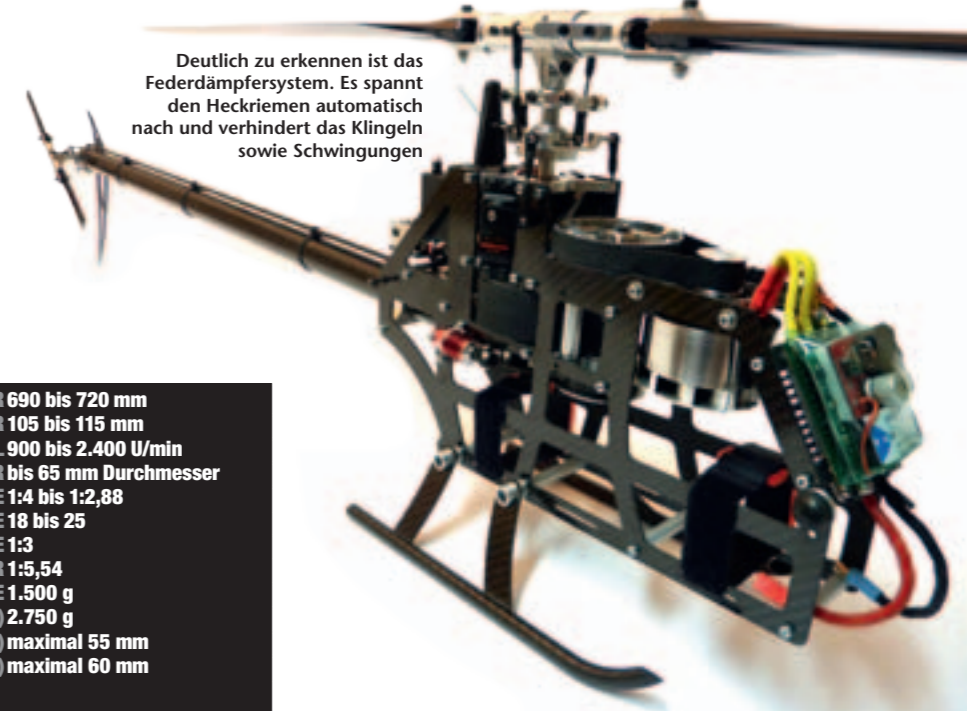 Deutlich zu erkennen ist das
Federdämpfersystem. Es spannt
den Heckriemen automatisch
nach und verhindert das Klingeln
sowie Schwingungen
690 bis 720 mm
105 bis 115 mm
900 bis 2.400 U/min
bis 65 mm Durchmesser
1:4 bis 1:2,88
18 bis 25
1:3
1:5,54
1.500 g
2.750 g
maximal 55 mm
maximal 60 mm